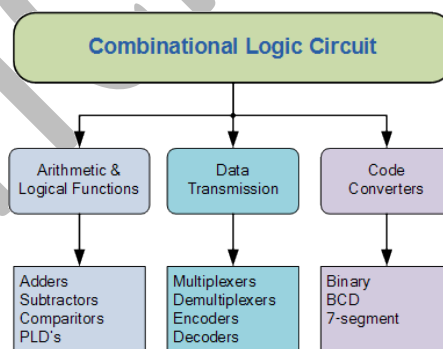 Combinational Logic Circuit
Arithmetic &
Logical Functions
Data
Transmission
Code
Converters
Adders
Subtractors
Comparitors
PLD's
Multiplexers
Demultiplexers
Encoders
Decoders
Binary
BCD
7-segment